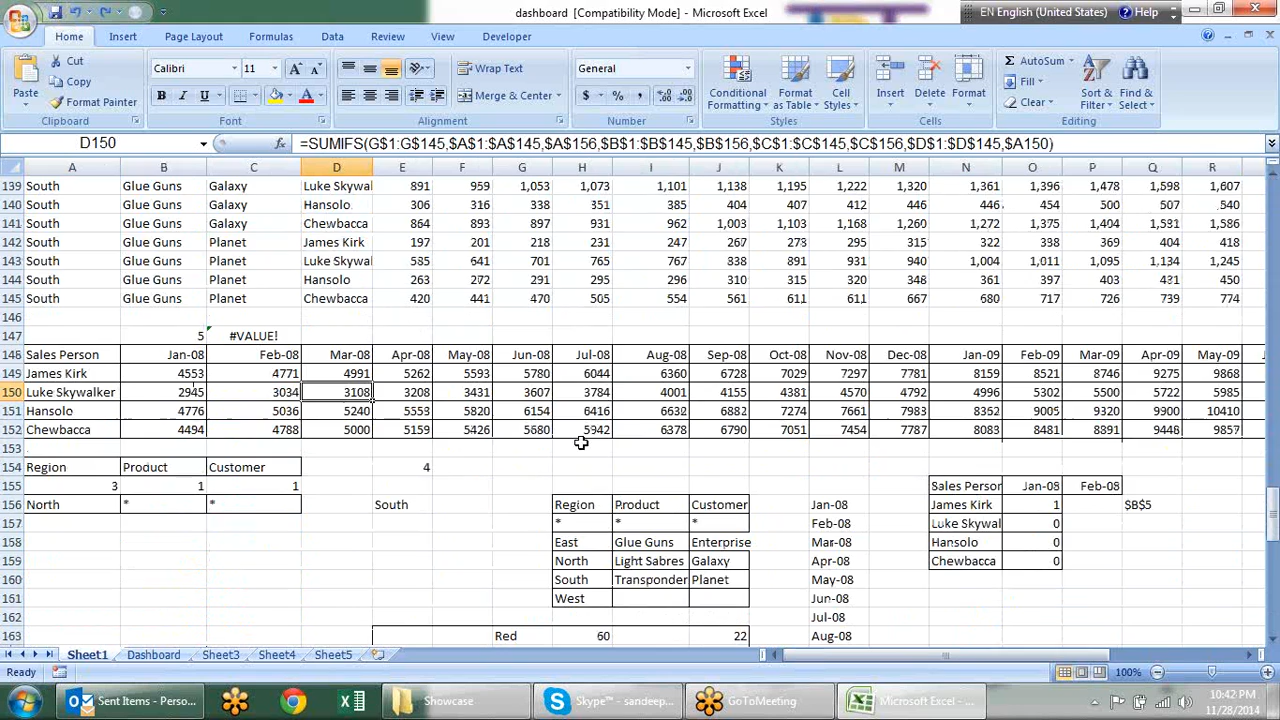 dashboard [Compatibility Mode] - Microsoft Excel
EN English (United States) Help
Home Insert Page Layout Formulas Data Review View Developer
Paste Cut Copy Format Painter Clipboard
Calibri 11 Font
Wrap Text Merge & Center Alignment
General Number
Conditional Formatting Format as Table Cell Styles Styles
Insert Delete Format Cells
AutoSum Fill Clear Sort & Filter Find & Select Editing
D150 =SUMIFS(G$1:G$145,$A$1:$A$145,$A$156,$B$1:$B$145,$B$156,$C$1:$C$145,$C$156,$D$1:$D$145,$A150)
A B C D E F G H I J K L M N O P Q R
139 South Glue Guns Galaxy Luke Skywal 891 959 1,053 1,073 1,101 1,138 1,195 1,222 1,320 1,361 1,396 1,478 1,598 1,607
140 South Glue Guns Galaxy Hansolo 306 316 338 351 385 404 407 412 446 446 454 500 507 540
141 South Glue Guns Galaxy Chewbacca 864 893 897 931 962 1,003 1,103 1,168 1,260 1,275 1,404 1,531 1,586
142 South Glue Guns Planet James Kirk 197 201 218 231 247 267 273 295 315 322 338 369 404 418
143 South Glue Guns Planet Luke Skywal 585 641 701 765 767 838 891 931 940 1,004 1,011 1,095 1,134 1,245
144 South Glue Guns Planet Hansolo 263 272 291 295 296 310 315 320 348 361 397 403 431 450
145 South Glue Guns Planet Chewbacca 420 441 470 505 554 561 611 611 667 680 717 726 739 774
146
147 5 #VALUE!
148 Sales Person Jan-08 Feb-08 Mar-08 Apr-08 May-08 Jun-08 Jul-08 Aug-08 Sep-08 Oct-08 Nov-08 Dec-08 Jan-09 Feb-09 Mar-09 Apr-09 May-09
149 James Kirk 4553 4771 4991 5262 5593 5780 6044 6360 6728 7029 7297 7781 8159 8521 8746 9275 9868
150 Luke Skywalker 2945 3034 3108 3208 3431 3607 3784 4001 4155 4381 4570 4792 4996 5302 5500 5722 5985
151 Hansolo 4776 5036 5240 5553 5820 6154 6416 6632 6882 7274 7661 7983 8352 9005 9320 9900 10410
152 Chewbacca 4494 4788 5000 5159 5426 5680 5942 6378 6790 7051 7454 7787 8083 8481 8891 9446 9857
153
154 Region Product Customer 4
155 3 1 1 Sales Person Jan-08 Feb-08
156 North * * South Region Product Customer Jan-08 James Kirk 1 $B$5
157 * * * Feb-08 Luke Skywal 0
158 East Glue Guns Enterprise Mar-08 Hansolo 0
159 North Light Sabres Galaxy Apr-08 Chewbacca 0
160 South Transponder Planet May-08
161 West Jun-08
162 Jul-08
163 Red 60 22 Aug-08
Sheet1 Dashboard Sheet3 Sheet4 Sheet5
Ready 100%
Sent Items - Perso... Showcase Skype™ - sandeep... GoToMeeting Microsoft Excel - ... 10:42 PM
11/28/2014